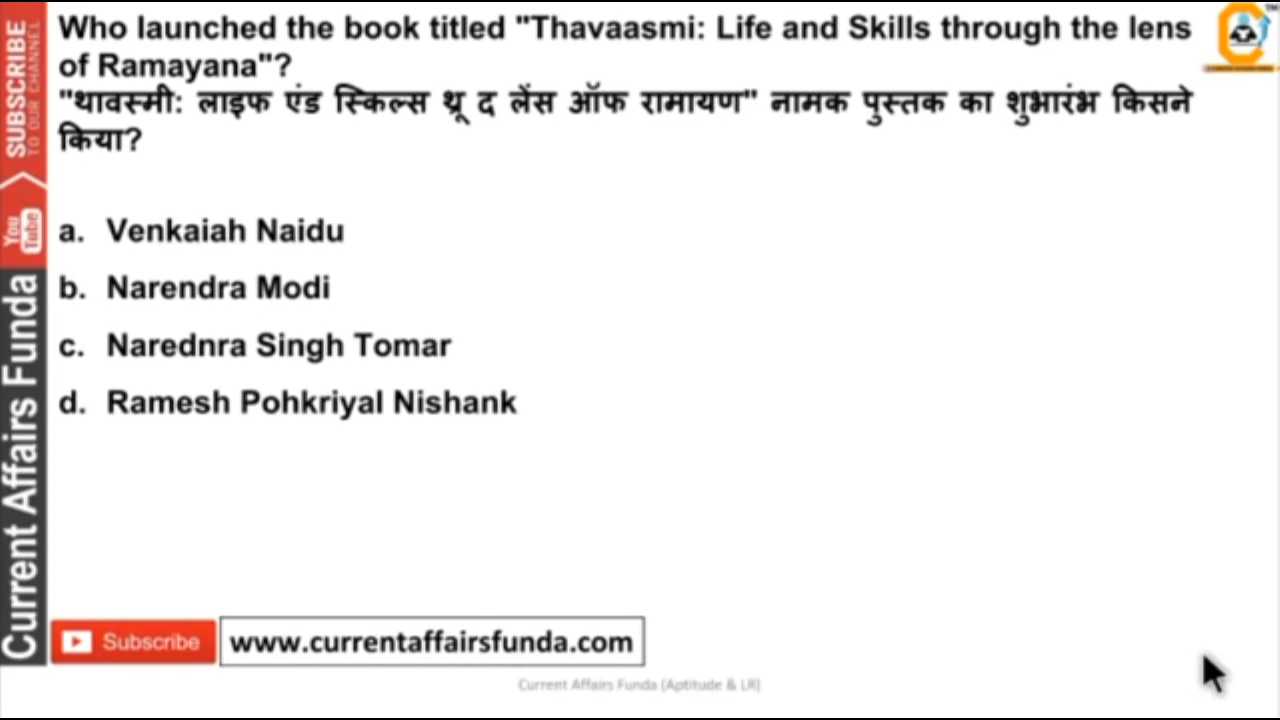 Who launched the book titled "Thavaasmi: Life and Skills through the lens
of Ramayana"?
"थावस्मी: लाइफ एंड स्किल्स थ्रू द लेंस ऑफ रामायण" नामक पुस्तक का शुभारंभ किसने
किया?
a. Venkaiah Naidu
b. Narendra Modi
c. Narednra Singh Tomar
d. Ramesh Pohkriyal Nishank
SUBSCRIBE
TO OUR CHANNEL
You
Tube
Current Affairs Funda
Subscribe
www.currentaffairsfunda.com
Current Affairs Funda (Aptitude & LR)
TM